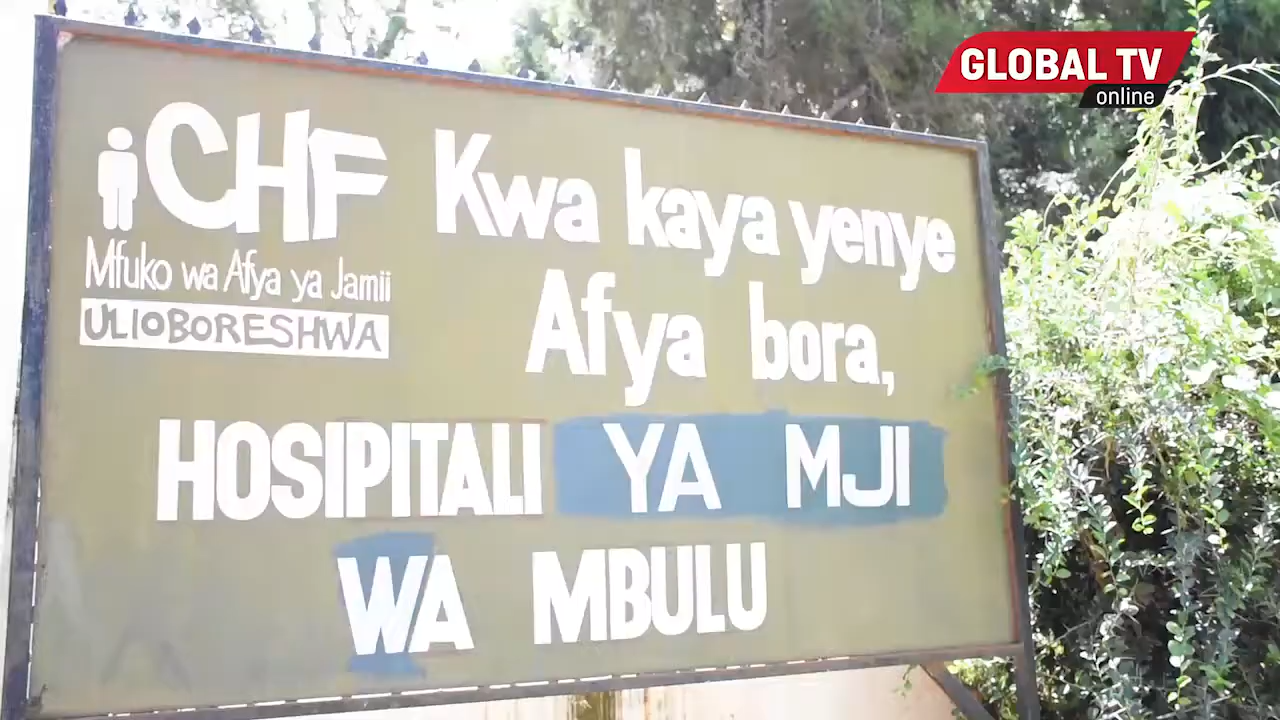 GLOBAL TV
online
iCHF
Mfuko wa Afya ya Jamii
ULIOBORESHWA
Kwa kaya yenye
Afya bora,
HOSIPITALI YA MJI
WA MBULU